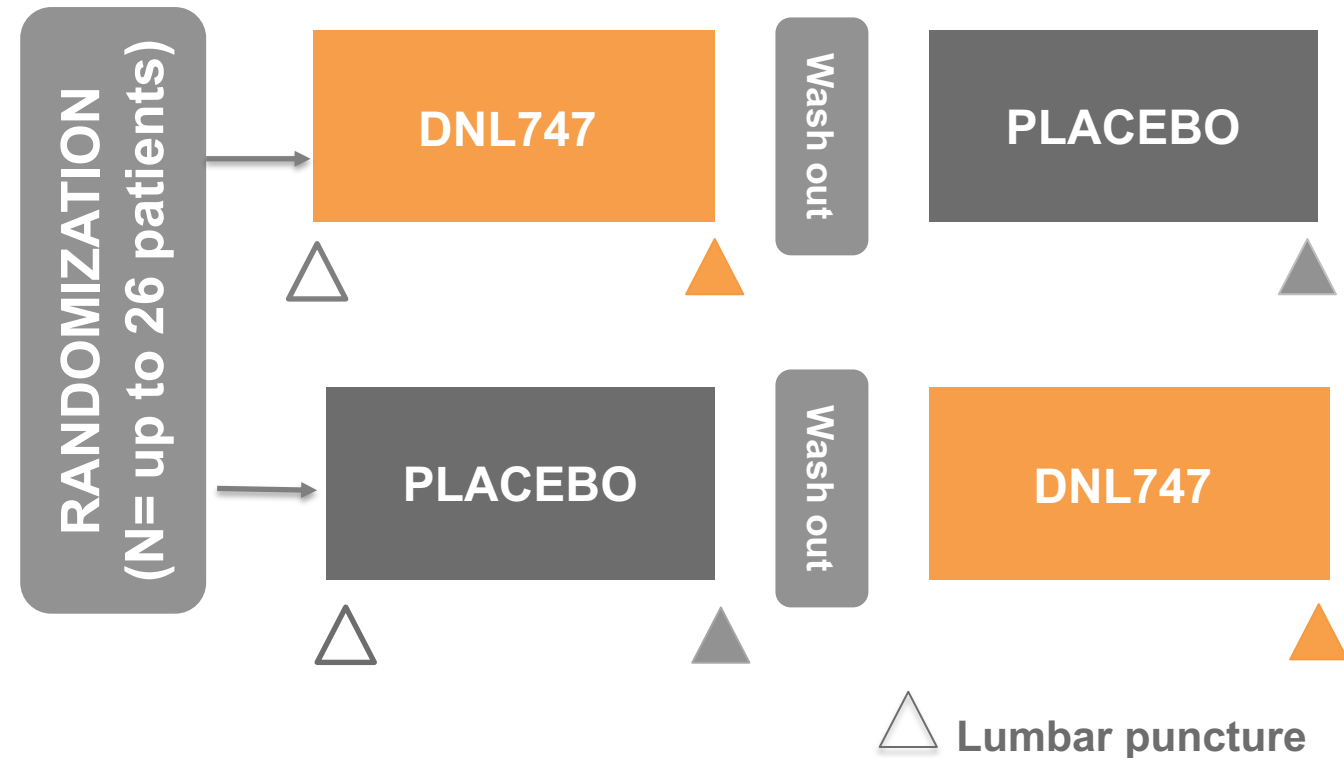 RANDOMIZATION
(N= up to 26 patients)
DNL747
Wash out
PLACEBO
PLACEBO
Wash out
DNL747
Lumbar puncture